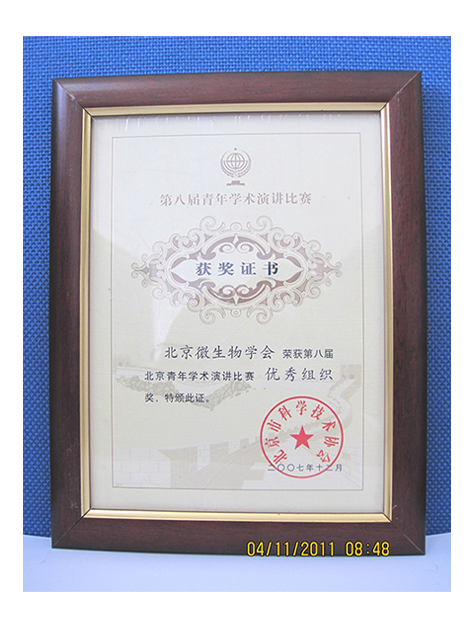 第八届青年学术演讲比赛
获奖证书
北京微生物学会 荣获第八届
北京青年学术演讲比赛 优秀组织
奖，特颁此证。
北京市科学技术协会
二〇〇七年十二月
04/11/2011 08:48